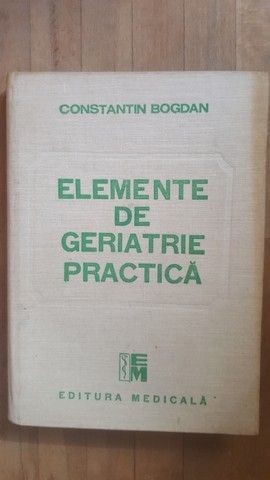 CONSTANTIN BOGDAN
ELEMENTE
DE
GERIATRIE
PRACTICĂ
EM
EDITURA MEDICALĂ